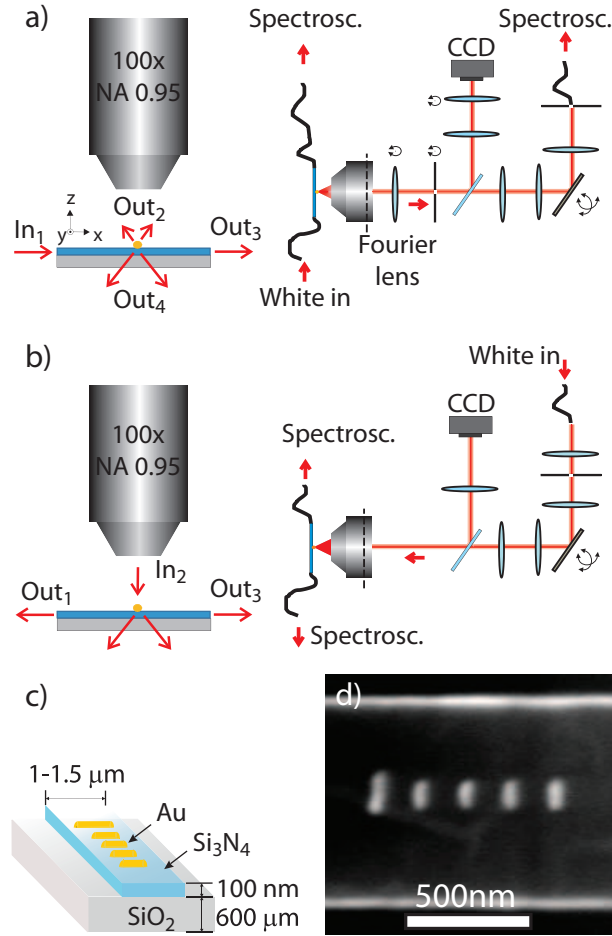 a)
Spectrosc.
Spectrosc.
CCD
100x
NA 0.95
z
y
x
In1
Out2
Out3
Out4
Fourier
lens
White in
b)
White in
CCD
100x
NA 0.95
Spectrosc.
In2
Out1
Out3
Spectrosc.
c)
d)
1-1.5 μm
Au
Si3N4
100 nm
SiO2
600 μm
500nm